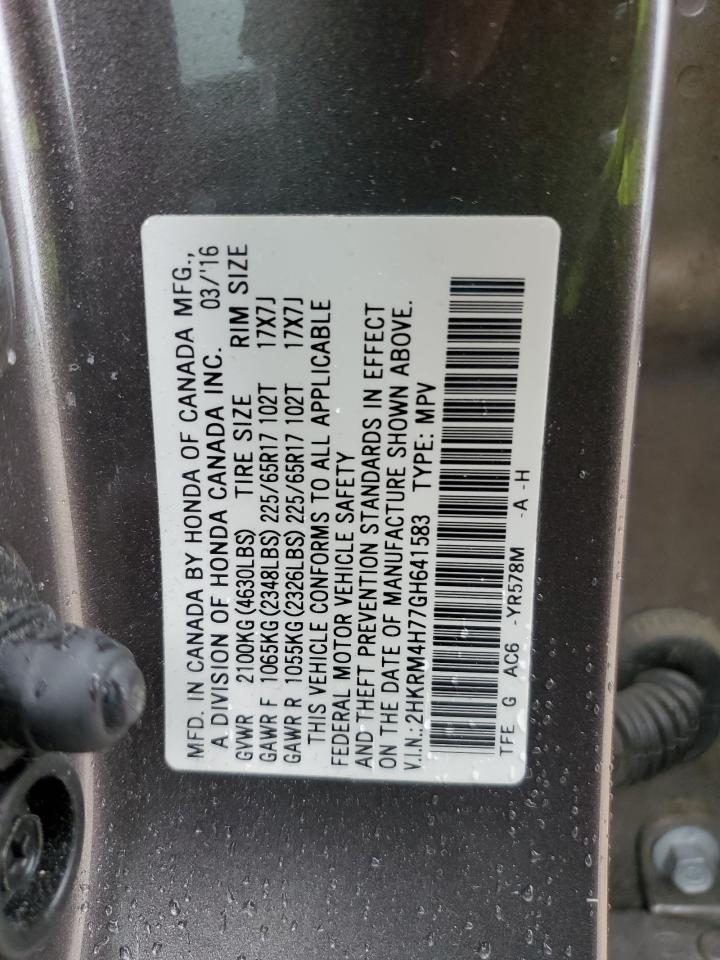 MFD. IN CANADA BY HONDA OF CANADA MFG.,
A DIVISION OF HONDA CANADA INC. 03/'16
GVWR 2100KG (4630LBS) TIRE SIZE RIM SIZE
GAWR F 1065KG (2348LBS) 225/65R17 102T 17X7J
GAWR R 1055KG (2326LBS) 225/65R17 102T 17X7J
THIS VEHICLE CONFORMS TO ALL APPLICABLE
FEDERAL MOTOR VEHICLE SAFETY
AND THEFT PREVENTION STANDARDS IN EFFECT
ON THE DATE OF MANUFACTURE SHOWN ABOVE.
V.I.N.:2HKRM4H77GH641583 TYPE: MPV
TFE G AC6 -YR578M -A -H